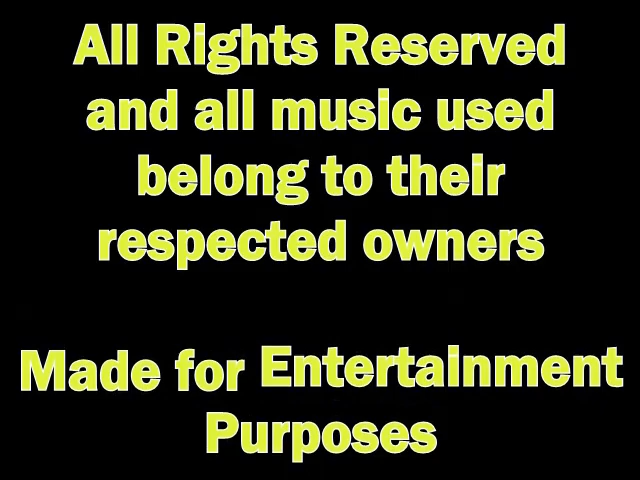 All Rights Reserved
and all music used
belong to their
respected owners
Made for Entertainment
Purposes